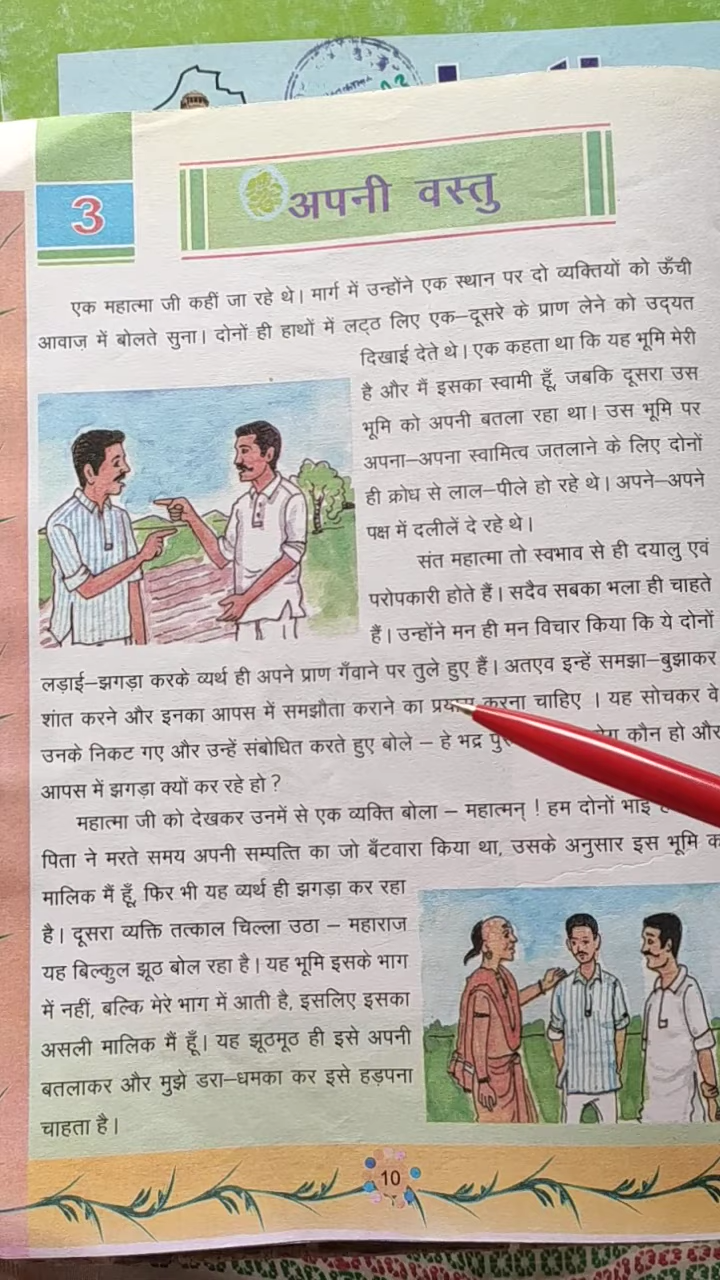 3
अपनी वस्तु
एक महात्मा जी कहीं जा रहे थे। मार्ग में उन्होंने एक स्थान पर दो व्यक्तियों को ऊँची
आवाज़ में बोलते सुना। दोनों ही हाथों में लट्ठ लिए एक–दूसरे के प्राण लेने को उद्यत
दिखाई देते थे। एक कहता था कि यह भूमि मेरी
है और मैं इसका स्वामी हूँ, जबकि दूसरा उस
भूमि को अपनी बतला रहा था। उस भूमि पर
अपना–अपना स्वामित्व जतलाने के लिए दोनों
ही क्रोध से लाल–पीले हो रहे थे। अपने–अपने
पक्ष में दलीलें दे रहे थे।
संत महात्मा तो स्वभाव से ही दयालु एवं
परोपकारी होते हैं। सदैव सबका भला ही चाहते
हैं। उन्होंने मन ही मन विचार किया कि ये दोनों
लड़ाई–झगड़ा करके व्यर्थ ही अपने प्राण गँवाने पर तुले हुए हैं। अतएव इन्हें समझा–बुझाकर
शांत करने और इनका आपस में समझौता कराने का प्रयास करना चाहिए । यह सोचकर वे
उनके निकट गए और उन्हें संबोधित करते हुए बोले – हे भद्र कौन हो और
आपस में झगड़ा क्यों कर रहे हो ?
महात्मा जी को देखकर उनमें से एक व्यक्ति बोला – महात्मन् ! हम दोनों भाई
पिता ने मरते समय अपनी सम्पत्ति का जो बँटवारा किया था, उसके अनुसार इस भूमि
मालिक मैं हूँ, फिर भी यह व्यर्थ ही झगड़ा कर रहा
है। दूसरा व्यक्ति तत्काल चिल्ला उठा – महाराज
यह बिल्कुल झूठ बोल रहा है। यह भूमि इसके भाग
में नहीं, बल्कि मेरे भाग में आती है, इसलिए इसका
असली मालिक मैं हूँ। यह झूठमूठ ही इसे अपनी
बतलाकर और मुझे डरा–धमका कर इसे हड़पना
चाहता है।
10